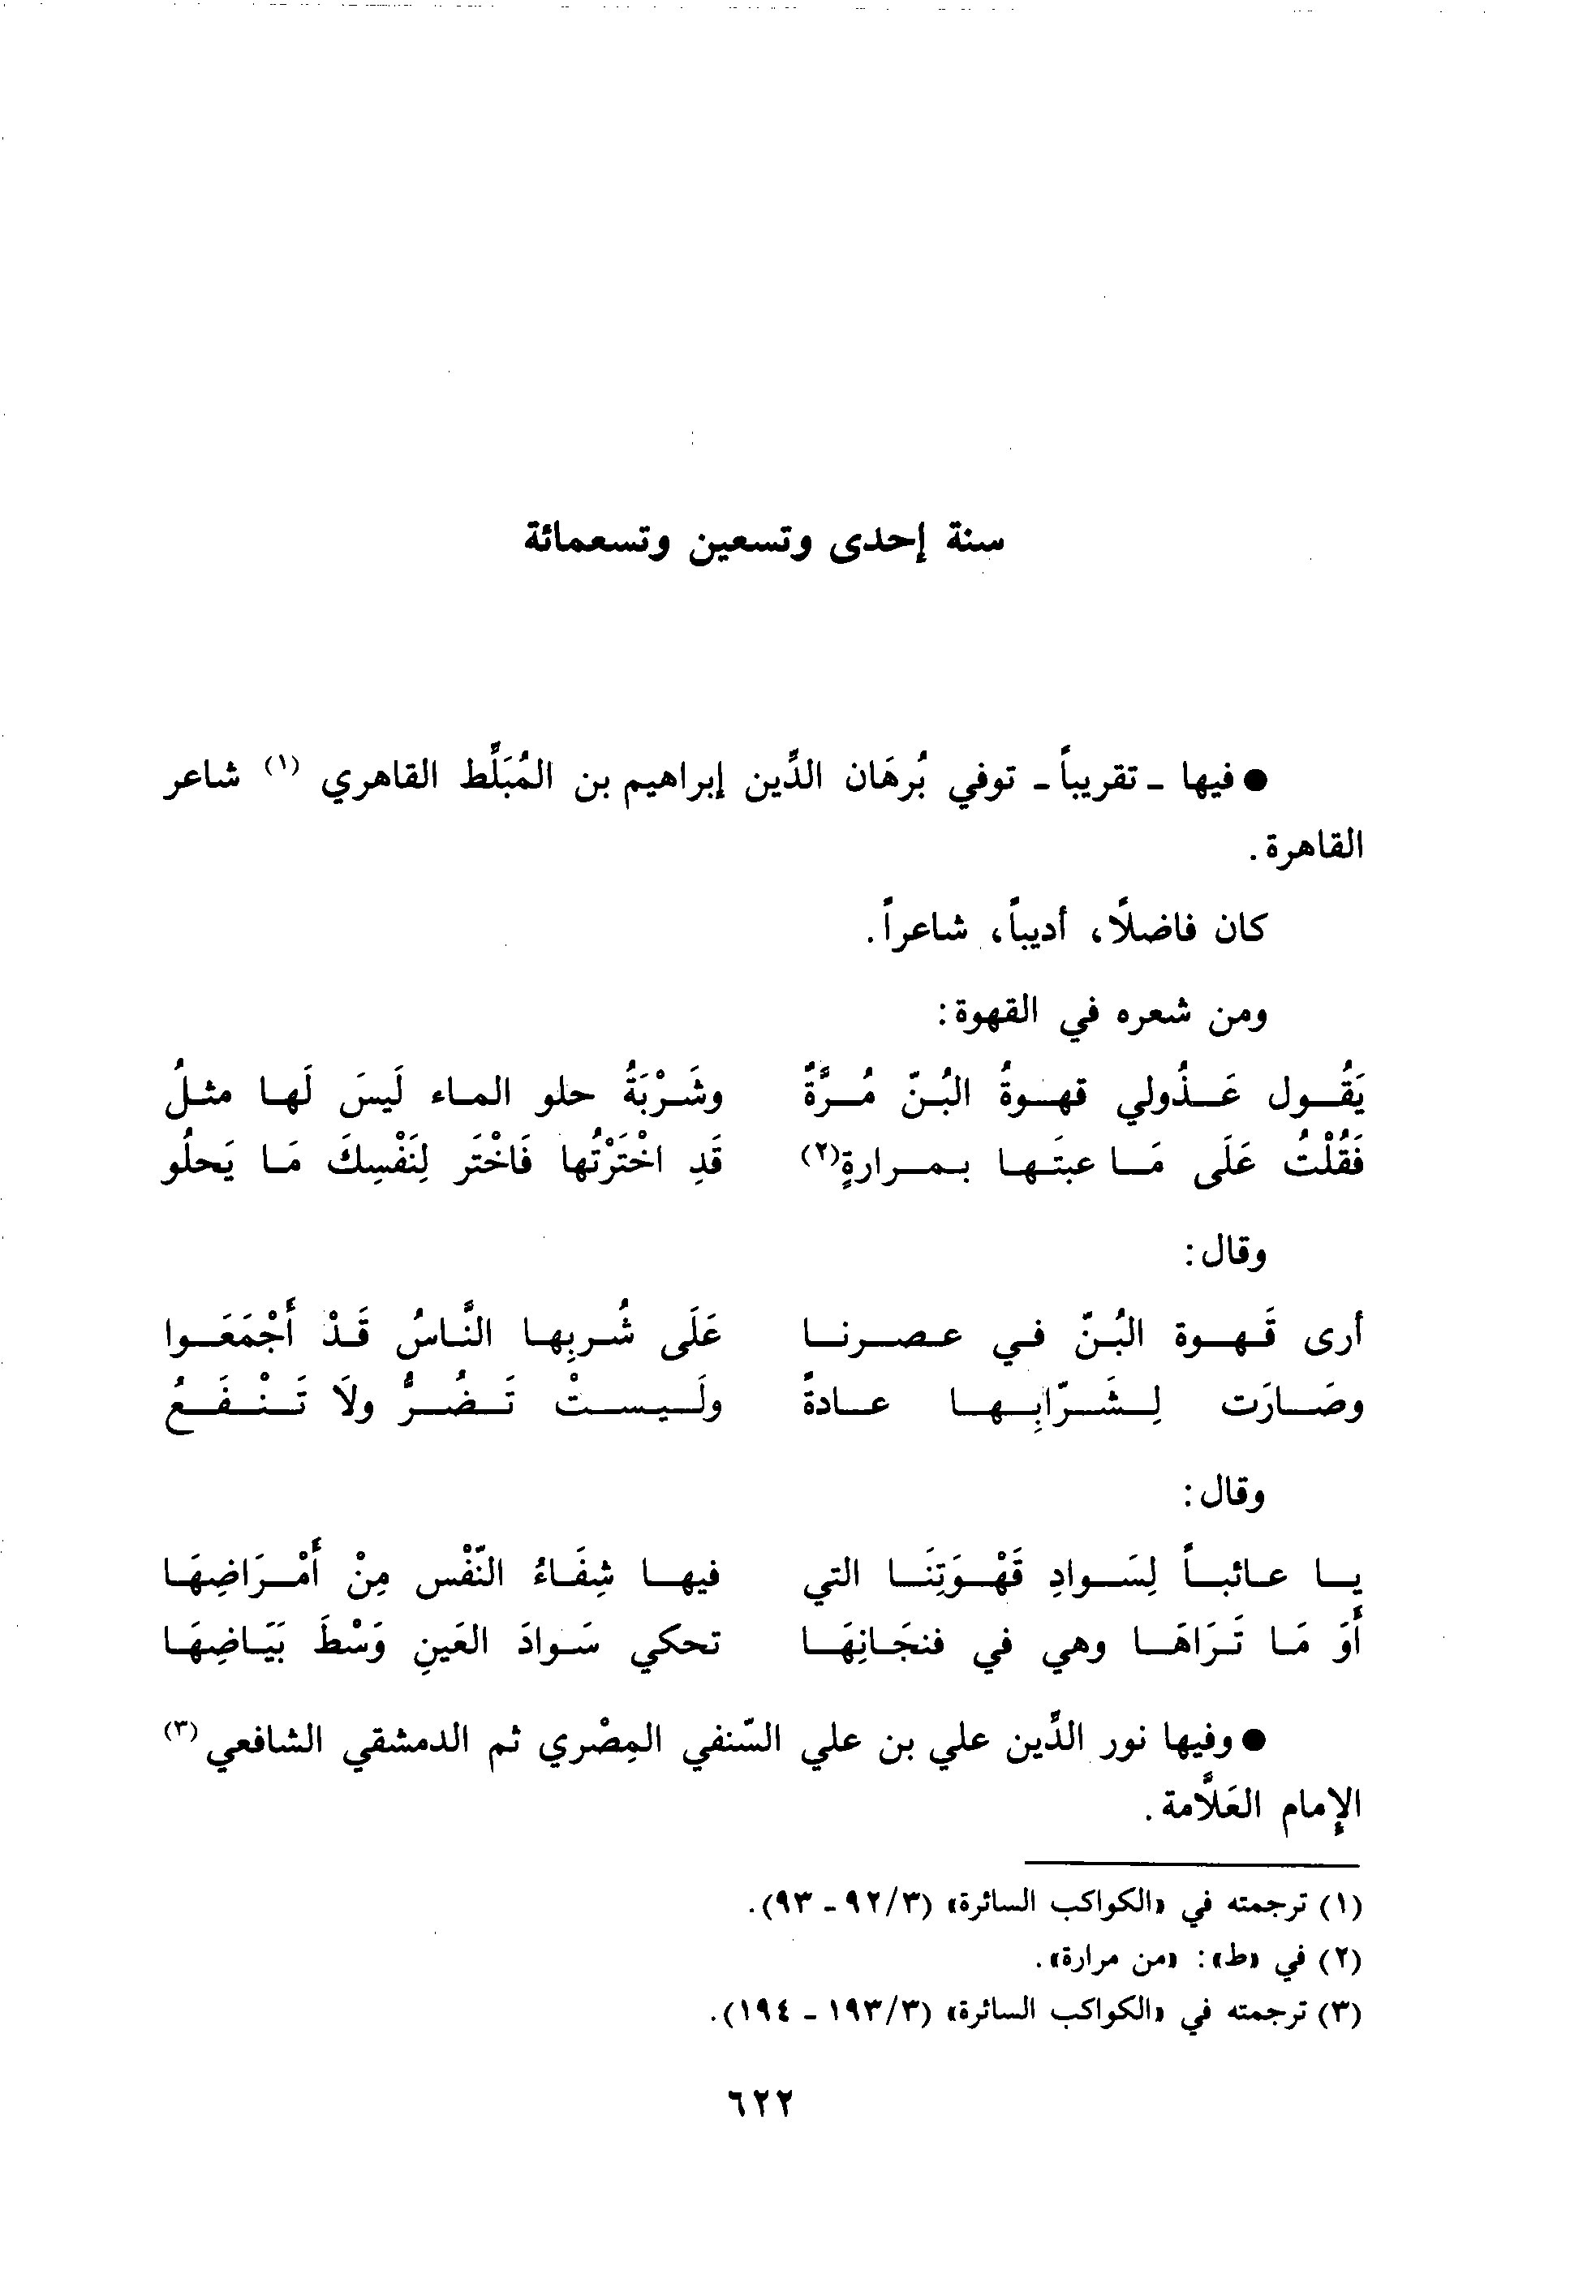 سنة إحدى وتسعين وتسعمائة
● فيها ـ تقريباً ـ توفي بُرهَان الدِّين إبراهيم بن المُبَلِّط القاهري (١) شاعر
القاهرة.
كان فاضلًا، أديباً، شاعراً.
ومن شعره في القهوة:
يَقُول عَذُولي قهوةُ البُنّ مُرَّةٌ وشَرْبَةُ حلو الماء لَيسَ لَها مثلُ
فَقُلْتُ عَلَى مَا عبتَها بمرارةٍ(٢) قَدِ اخْتَرْتُها فَاخْتَر لِنَفْسِكَ مَا يَحلُو
وقال:
أرى قَهوة البُنّ في عصرنا عَلَى شُربِها النَّاسُ قَدْ أَجْمَعَوا
وصَارَت لِشَرّابِها عادةً ولَيستْ تَضُرُّ ولاَ تَنْفَعُ
وقال:
يا عائباً لِسَوادِ قَهْوَتِنَا التي فيها شِفَاءُ النّفْس مِنْ أَمْرَاضِهَا
أوَ مَا تَرَاهَا وهي في فنجَانِهَا تحكي سَوادَ العَينِ وَسْطَ بَيَاضِهَا
● وفيها نور الدِّين علي بن علي السّنفي المِصْري ثم الدمشقي الشافعي (٣)
الإمام العَلَّامة.
(١) ترجمته في «الكواكب السائرة» (٩٢/٣ ـ ٩٣).
(٢) في «ط»: «من مرارة».
(٣) ترجمته في «الكواكب السائرة» (١٩٣/٣ ـ ١٩٤).
٦٢٢